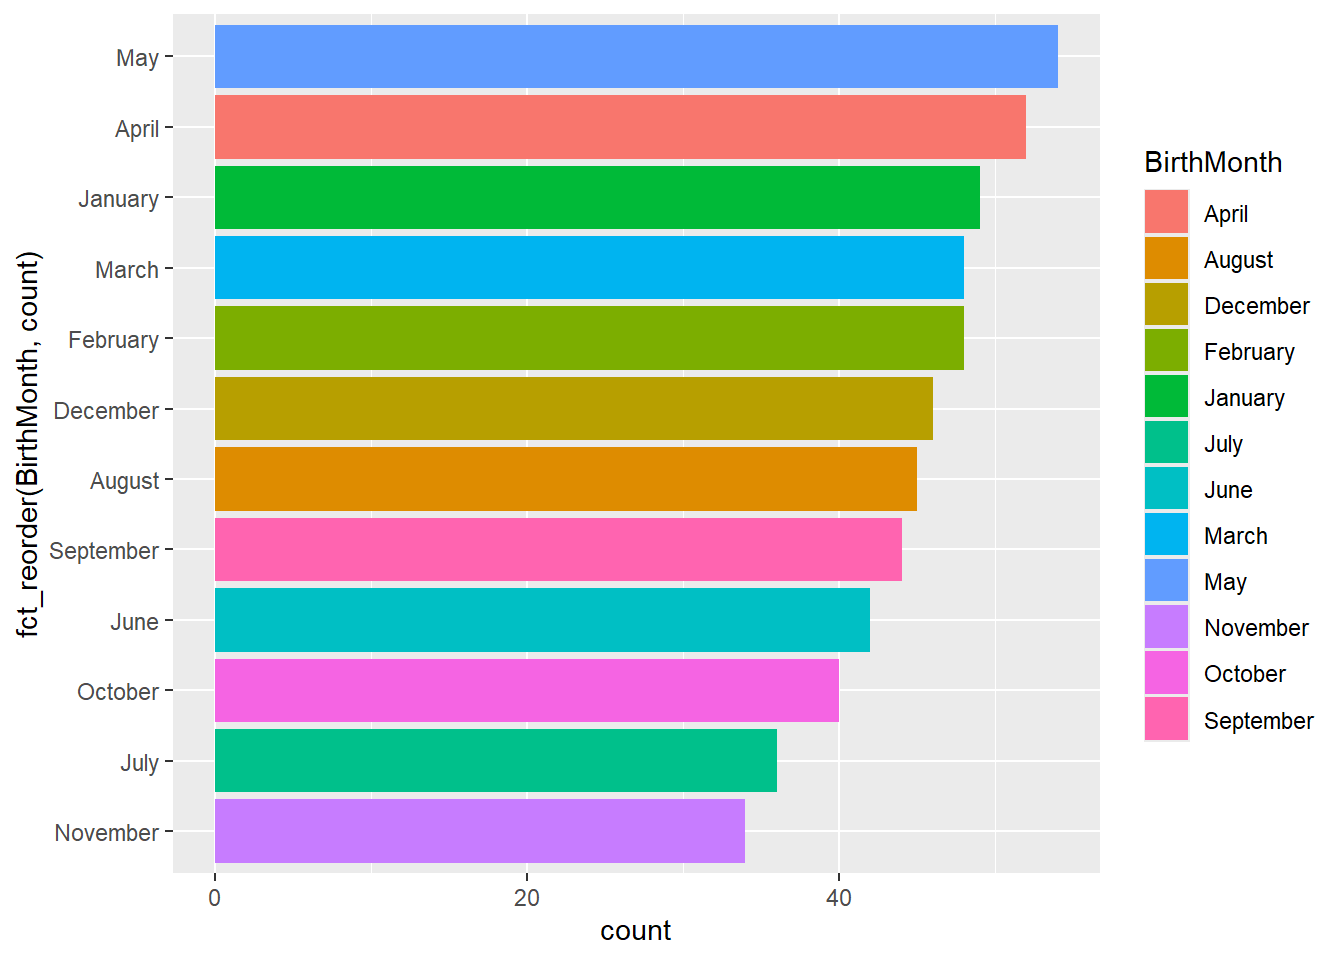 fct_reorder(BirthMonth, count)
May
April
January
March
February
December
August
September
June
October
July
November
0 20 40
count
BirthMonth
April
August
December
February
January
July
June
March
May
November
October
September